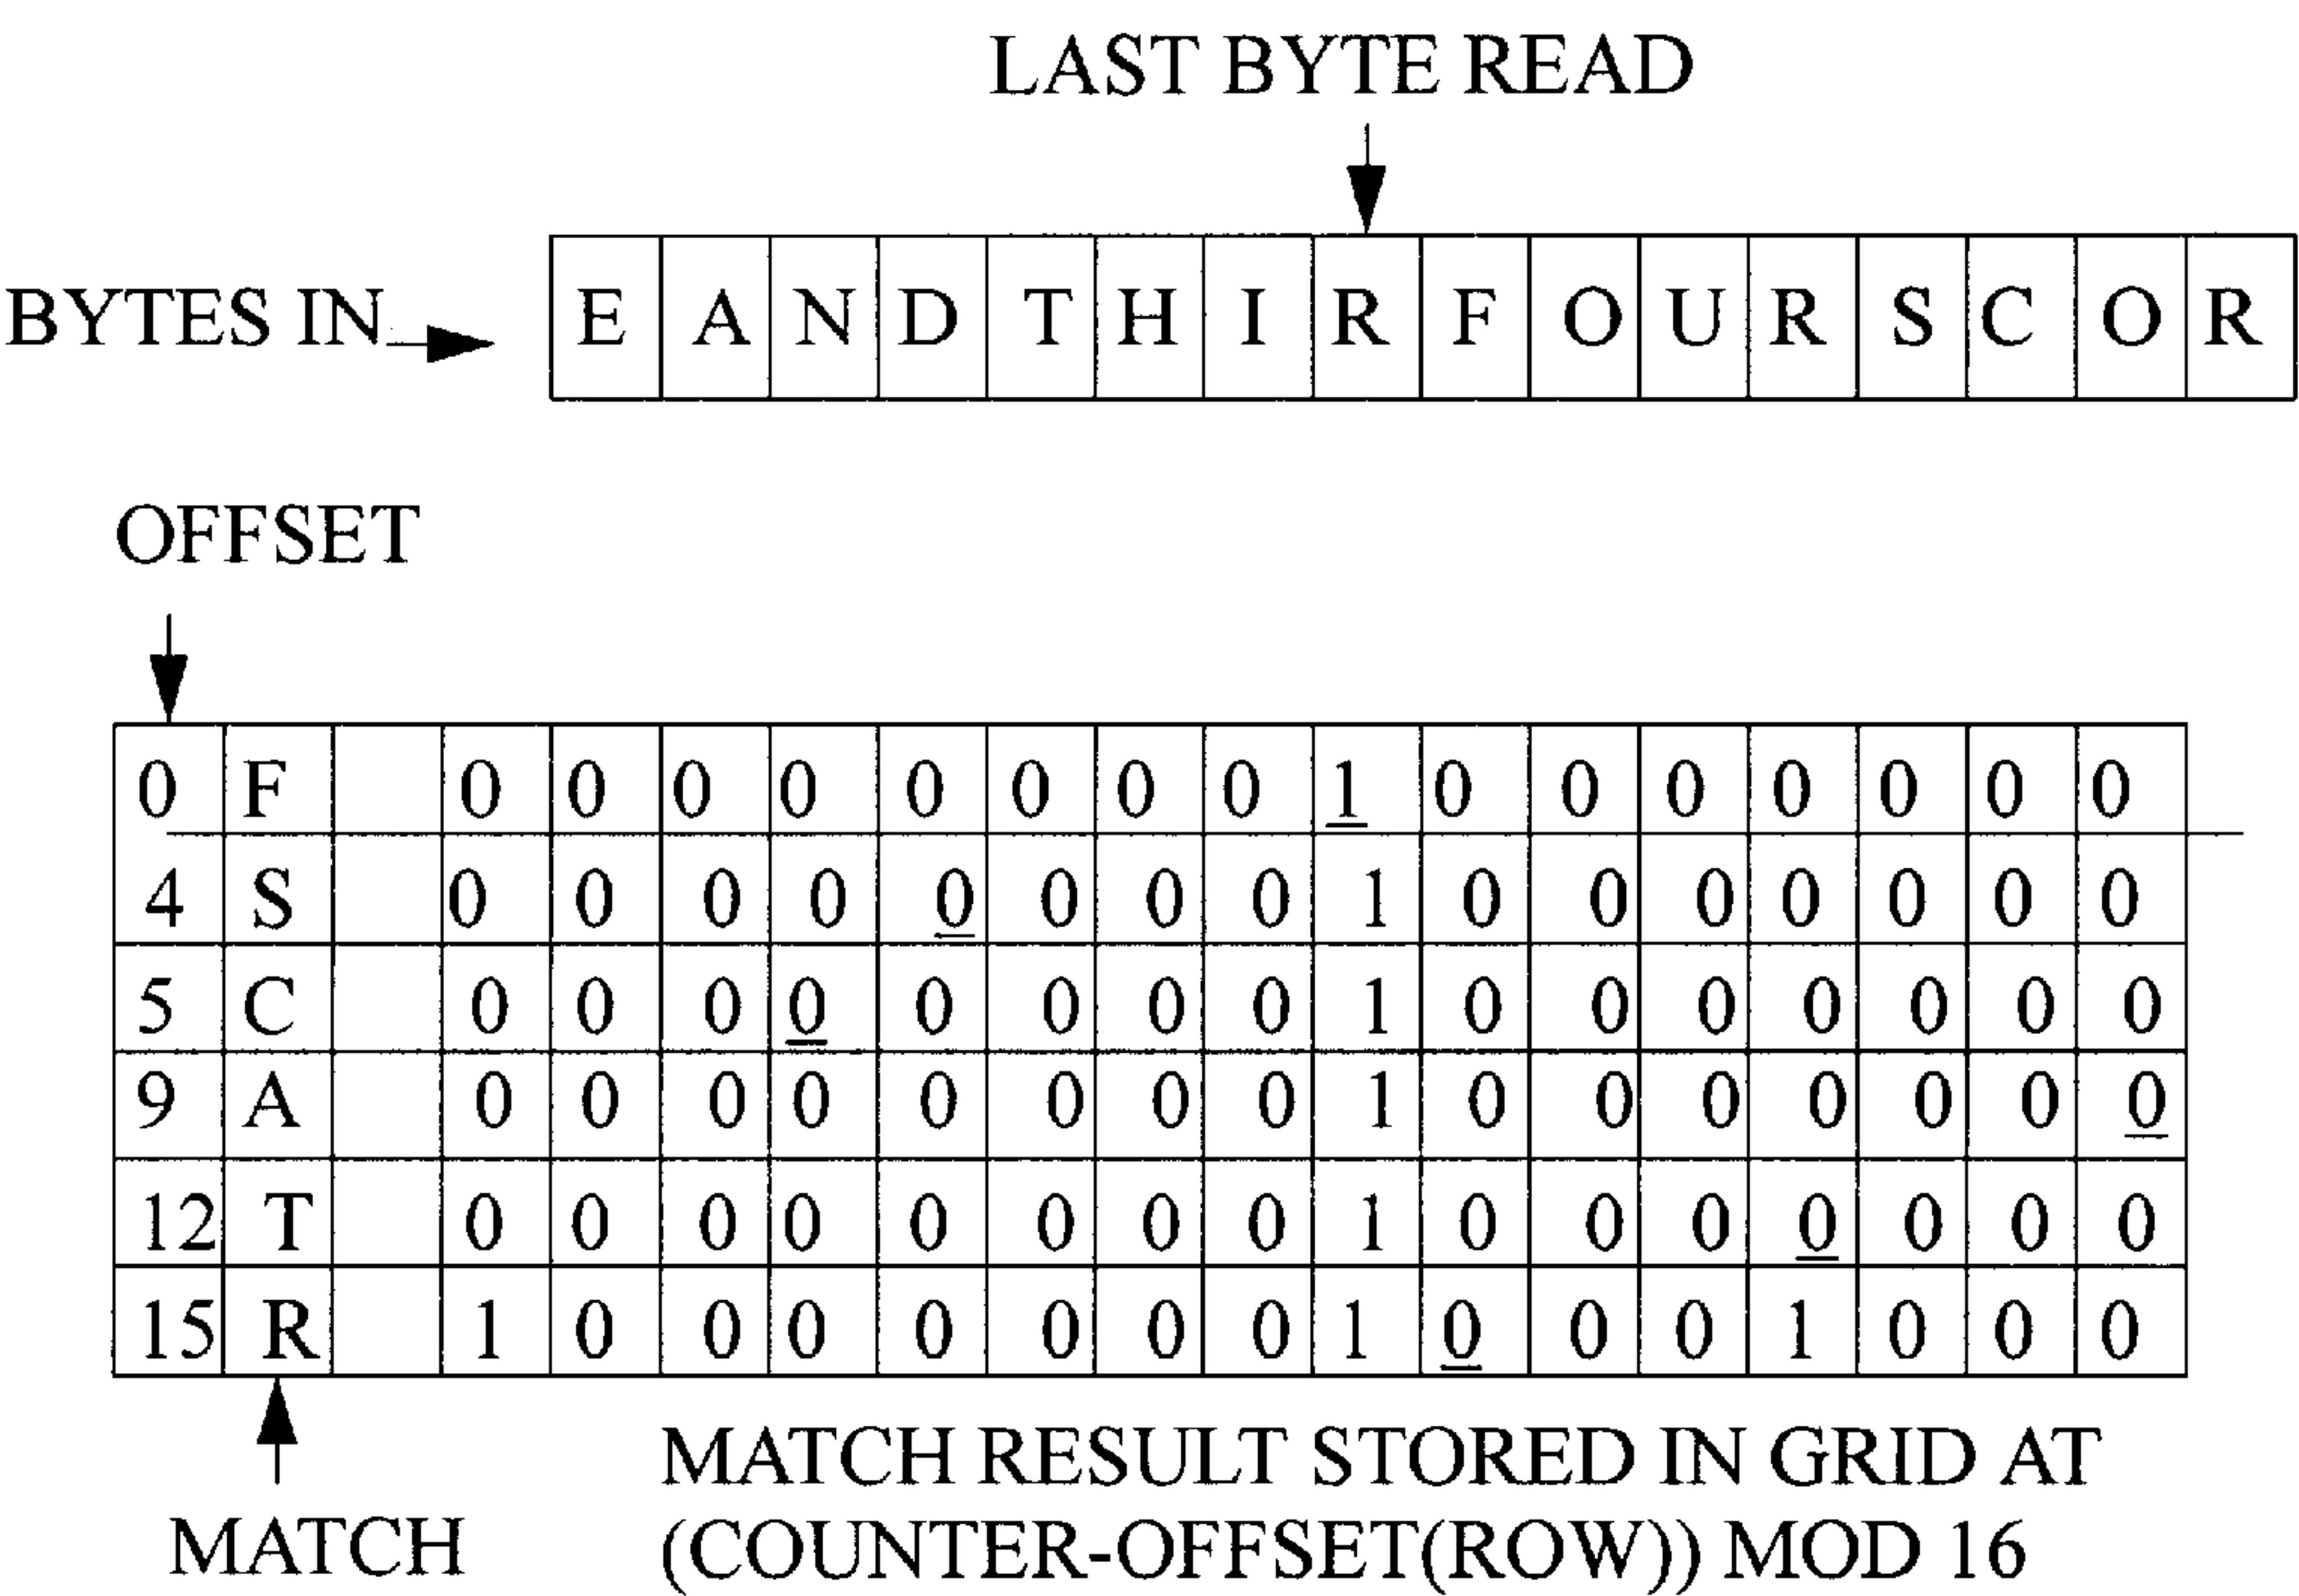 LAST BYTE READ
BYTES IN E A N D T H I R F O U R S C O R
OFFSET
0 F 0 0 0 0 0 0 0 0 1 0 0 0 0 0 0 0
4 S 0 0 0 0 0 0 0 0 1 0 0 0 0 0 0 0
5 C 0 0 0 0 0 0 0 0 1 0 0 0 0 0 0 0
9 A 0 0 0 0 0 0 0 0 1 0 0 0 0 0 0 0
12 T 0 0 0 0 0 0 0 0 1 0 0 0 0 0 0 0
15 R 1 0 0 0 0 0 0 0 1 0 0 0 1 0 0 0
MATCH
MATCH RESULT STORED IN GRID AT
(COUNTER-OFFSET(ROW)) MOD 16